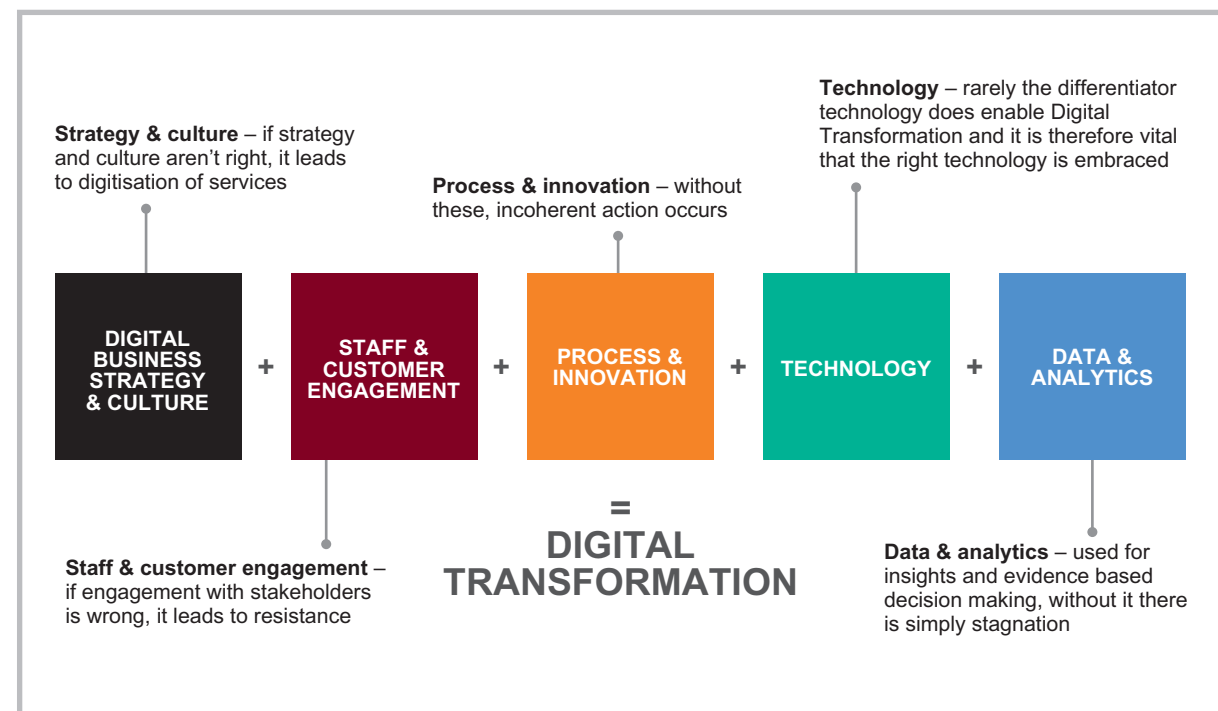 Technology – rarely the differentiator
technology does enable Digital
Transformation and it is therefore vital
that the right technology is embraced
Strategy & culture – if strategy
and culture aren’t right, it leads
to digitisation of services
Process & innovation – without
these, incoherent action occurs
DIGITAL
BUSINESS
STRATEGY
& CULTURE
+
STAFF &
CUSTOMER
ENGAGEMENT
+
PROCESS &
INNOVATION
+
TECHNOLOGY
+
DATA &
ANALYTICS
=
DIGITAL
TRANSFORMATION
Staff & customer engagement –
if engagement with stakeholders
is wrong, it leads to resistance
Data & analytics – used for
insights and evidence based
decision making, without it there
is simply stagnation